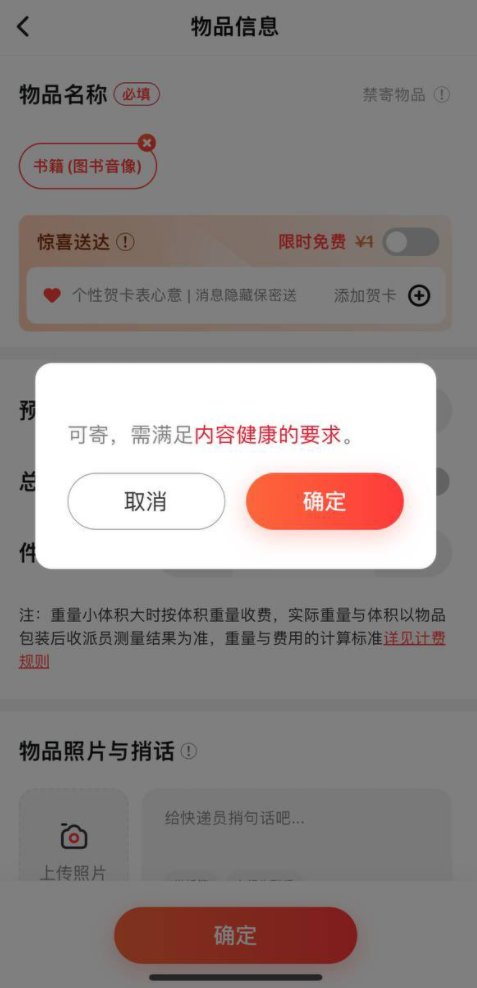 物品信息
物品名称 必填 禁寄物品
书籍(图书音像)
惊喜送达 限时免费 ¥1
个性贺卡表心意 | 消息隐藏保密送 添加贺卡
预
可寄，需满足内容健康的要求。
总
取消 确定
件
注：重量小体积大时按体积重量收费，实际重量与体积以物品
包装后收派员测量结果为准，重量与费用的计算标准详见计费
规则
物品照片与捎话
给快递员捎句话吧...
上传照片
确定